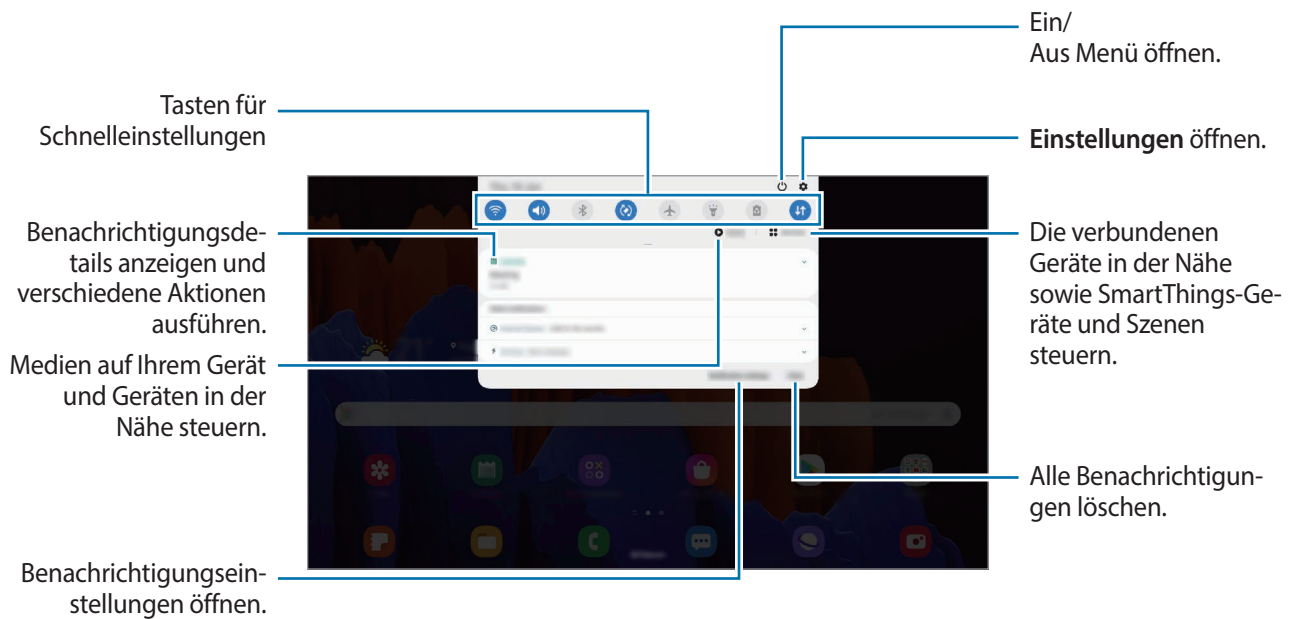 Ein/
Aus Menü öffnen.
Tasten für
Schnelleinstellungen
Einstellungen öffnen.
Benachrichtigungsde-
tails anzeigen und
verschiedene Aktionen
ausführen.
Die verbundenen
Geräte in der Nähe
sowie SmartThings-Ge-
räte und Szenen
steuern.
Medien auf Ihrem Gerät
und Geräten in der
Nähe steuern.
Alle Benachrichtigun-
gen löschen.
Benachrichtigungsein-
stellungen öffnen.